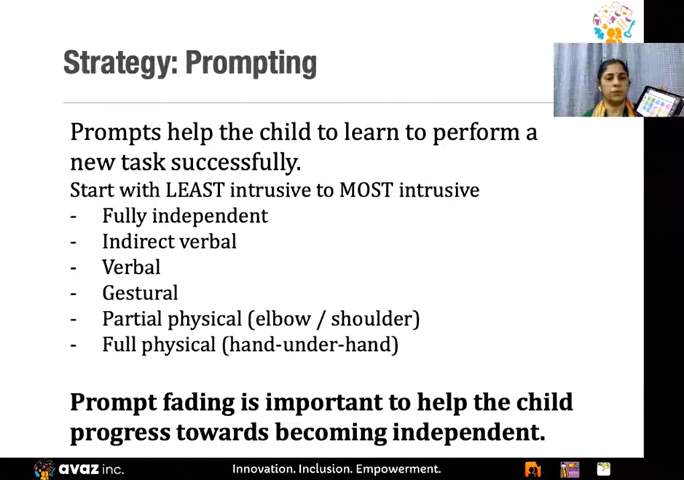 Strategy: Prompting
Prompts help the child to learn to perform a
new task successfully.
Start with LEAST intrusive to MOST intrusive
- Fully independent
- Indirect verbal
- Verbal
- Gestural
- Partial physical (elbow / shoulder)
- Full physical (hand-under-hand)
Prompt fading is important to help the child
progress towards becoming independent.
avaz inc.
Innovation. Inclusion. Empowerment.